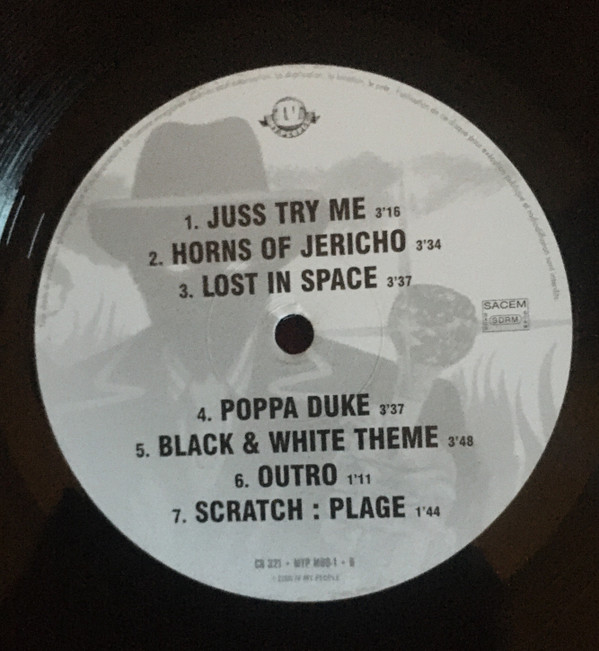 1. JUSS TRY ME 3'16
2. HORNS OF JERICHO 3'34
3. LOST IN SPACE 3'37
SACEM
SDRM
4. POPPA DUKE 3'37
5. BLACK & WHITE THEME 3'48
6. OUTRO 1'11
7. SCRATCH : PLAGE 1'44